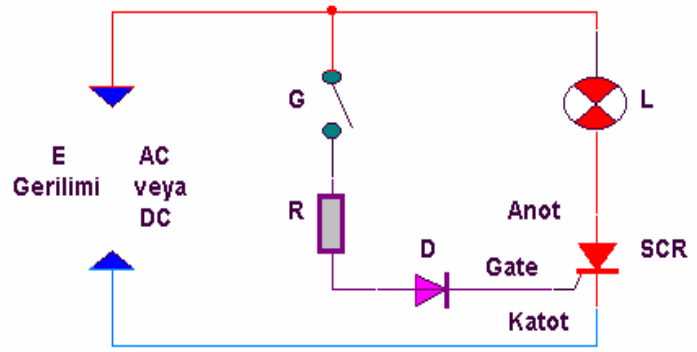 G
L
E AC
Gerilimi veya
DC
R
Anot
D
Gate
SCR
Katot